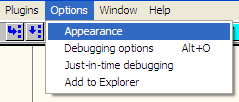 Plugins Options Window Help
Appearance
Debugging options Alt+O
Just-in-time debugging
Add to Explorer